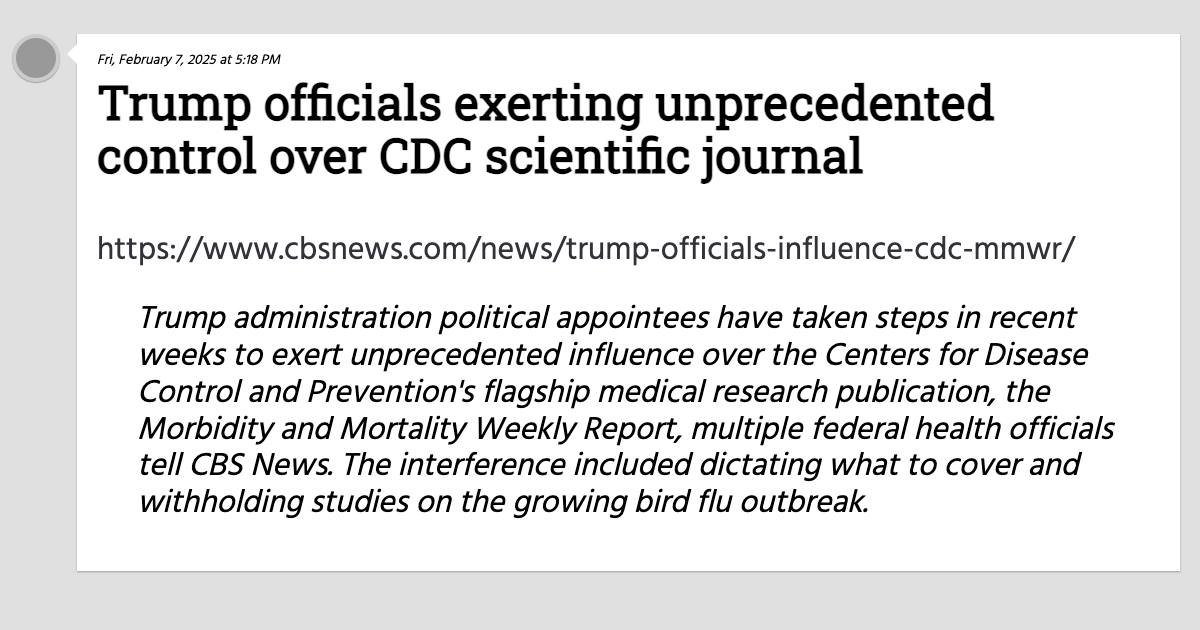 Fri, February 7, 2025 at 5:18 PM
Trump officials exerting unprecedented
control over CDC scientific journal
https://www.cbsnews.com/news/trump-officials-influence-cdc-mmwr/
Trump administration political appointees have taken steps in recent
weeks to exert unprecedented influence over the Centers for Disease
Control and Prevention's flagship medical research publication, the
Morbidity and Mortality Weekly Report, multiple federal health officials
tell CBS News. The interference included dictating what to cover and
withholding studies on the growing bird flu outbreak.